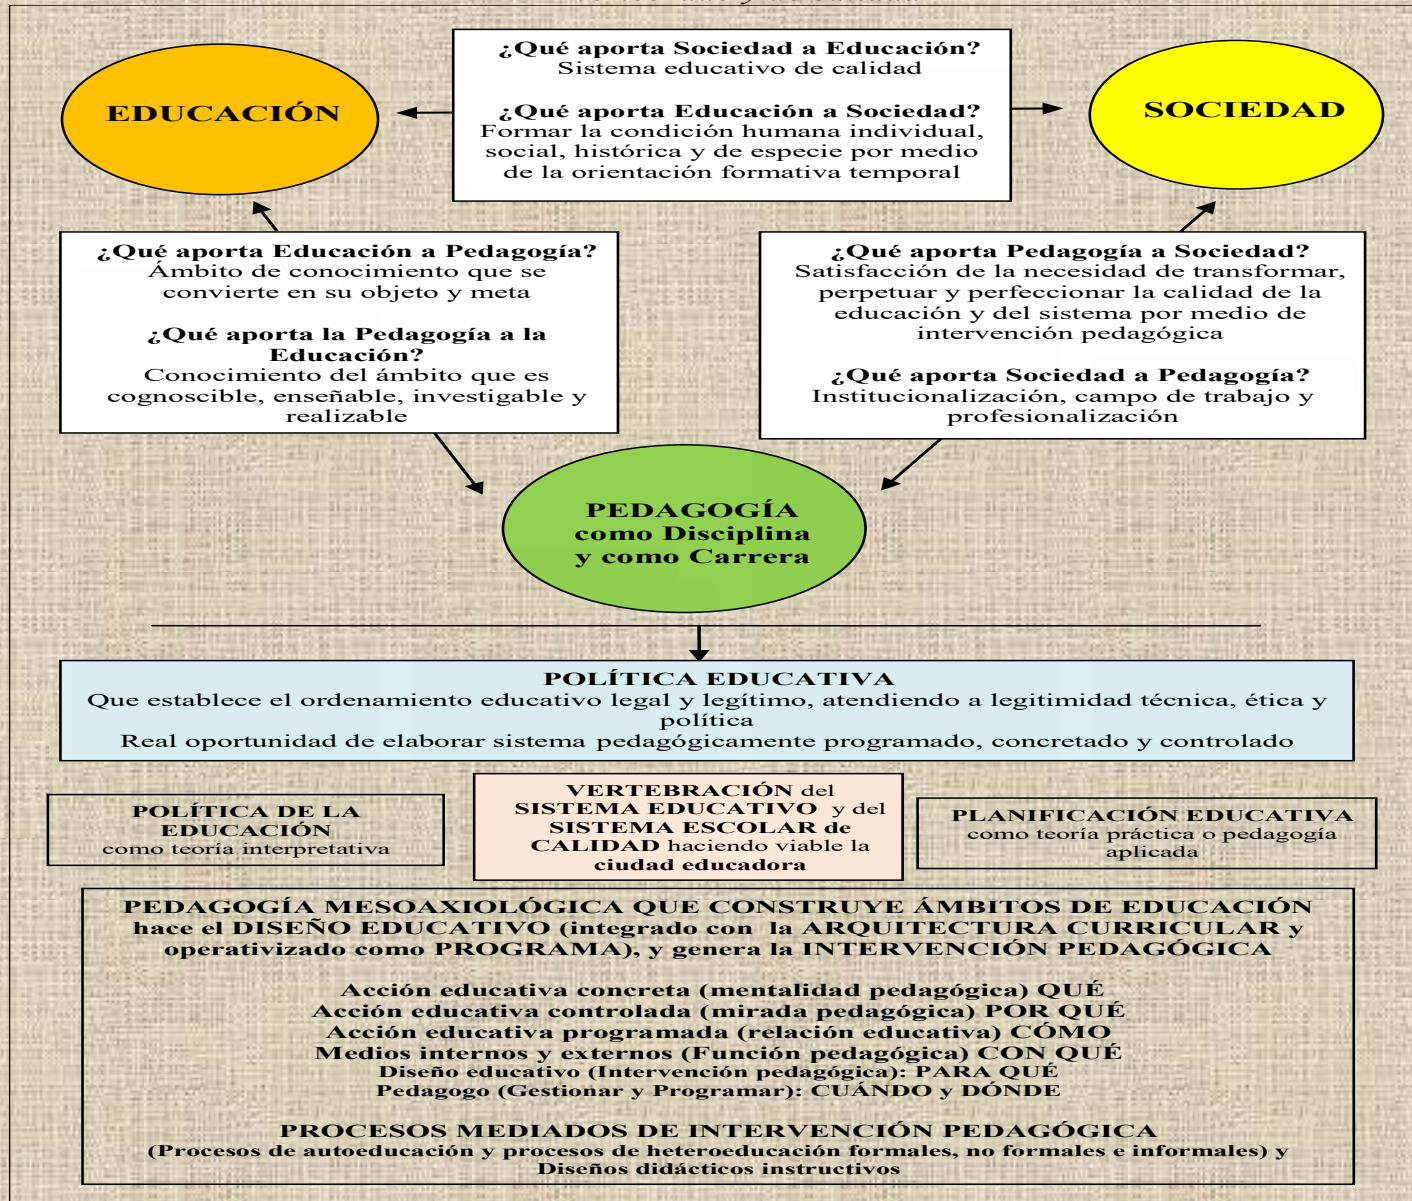 EDUCACIÓN
¿Qué aporta Sociedad a Educación?
Sistema educativo de calidad
¿Qué aporta Educación a Sociedad?
Formar la condición humana individual,
social, histórica y de especie por medio
de la orientación formativa temporal
SOCIEDAD
¿Qué aporta Educación a Pedagogía?
Ámbito de conocimiento que se
convierte en su objeto y meta
¿Qué aporta la Pedagogía a la
Educación?
Conocimiento del ámbito que es
cognoscible, enseñable, investigable y
realizable
¿Qué aporta Pedagogía a Sociedad?
Satisfacción de la necesidad de transformar,
perpetuar y perfeccionar la calidad de la
educación y del sistema por medio de
intervención pedagógica
¿Qué aporta Sociedad a Pedagogía?
Institucionalización, campo de trabajo y
profesionalización
PEDAGOGÍA
como Disciplina
y como Carrera
POLÍTICA EDUCATIVA
Que establece el ordenamiento educativo legal y legítimo, atendiendo a legitimidad técnica, ética y
política
Real oportunidad de elaborar sistema pedagógicamente programado, concretado y controlado
POLÍTICA DE LA
EDUCACIÓN
como teoría interpretativa
VERTEBRACIÓN del
SISTEMA EDUCATIVO y del
SISTEMA ESCOLAR de
CALIDAD haciendo viable la
ciudad educadora
PLANIFICACIÓN EDUCATIVA
como teoría práctica o pedagogía
aplicada
PEDAGOGÍA MESOAXIOLÓGICA QUE CONSTRUYE ÁMBITOS DE EDUCACIÓN
hace el DISEÑO EDUCATIVO (integrado con la ARQUITECTURA CURRICULAR y
operativizado como PROGRAMA), y genera la INTERVENCIÓN PEDAGÓGICA
Acción educativa concreta (mentalidad pedagógica) QUÉ
Acción educativa controlada (mirada pedagógica) POR QUÉ
Acción educativa programada (relación educativa) CÓMO
Medios internos y externos (Función pedagógica) CON QUÉ
Diseño educativo (Intervención pedagógica): PARA QUÉ
Pedagogo (Gestionar y Programar): CUÁNDO y DÓNDE
PROCESOS MEDIADOS DE INTERVENCIÓN PEDAGÓGICA
(Procesos de autoeducación y procesos de heteroeducación formales, no formales e informales) y
Diseños didácticos instructivos